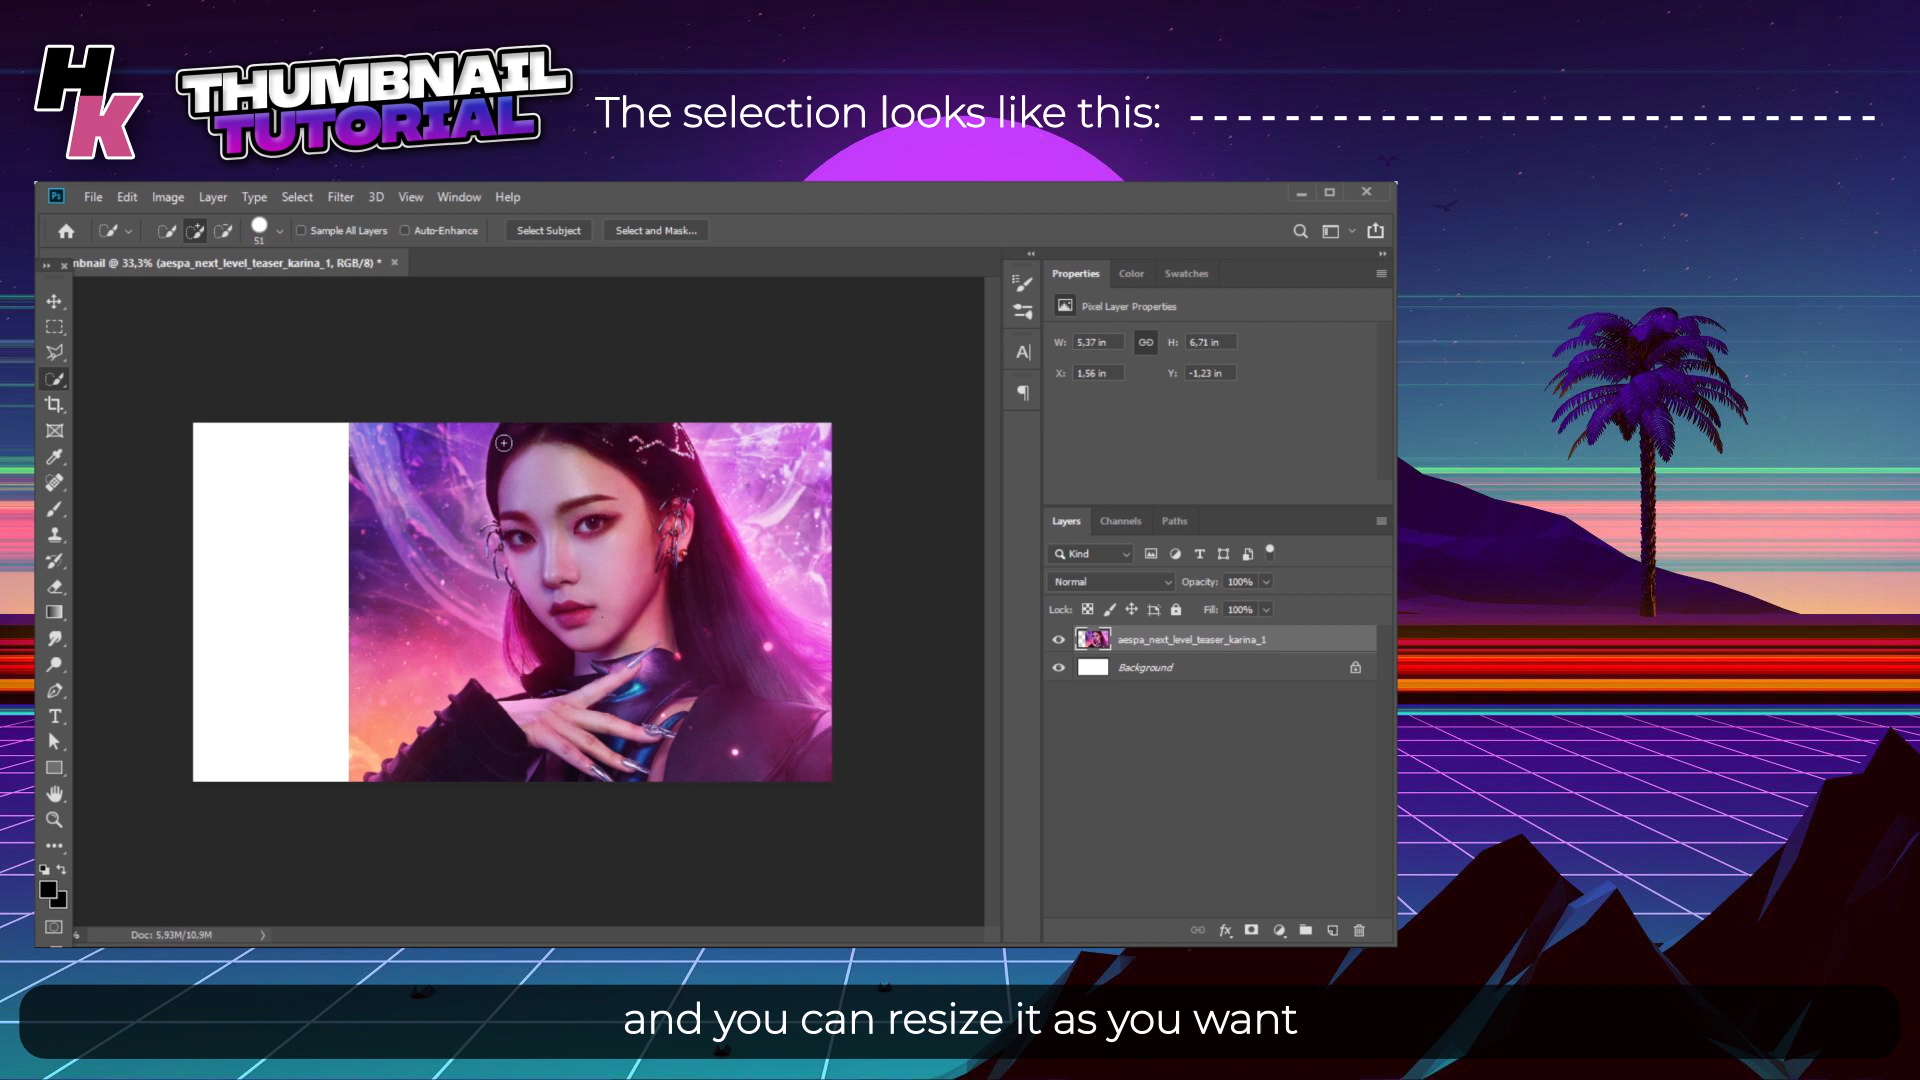 HK
THUMBNAIL
TUTORIAL
The selection looks like this: ---------------------------
Ps File Edit Image Layer Type Select Filter 3D View Window Help
51
Sample All Layers
Auto-Enhance
Select Subject
Select and Mask...
nbnail @ 33,3% (aespa_next_level_teaser_karina_1, RGB/8) *
Properties Color Swatches
Pixel Layer Properties
W: 5,37 in H: 6,71 in
X: 1,56 in Y: -1,23 in
Layers Channels Paths
Kind
Normal Opacity: 100%
Lock: Fill: 100%
aespa_next_level_teaser_karina_1
Background
fx
% Doc: 5,93M/10,9M
and you can resize it as you want